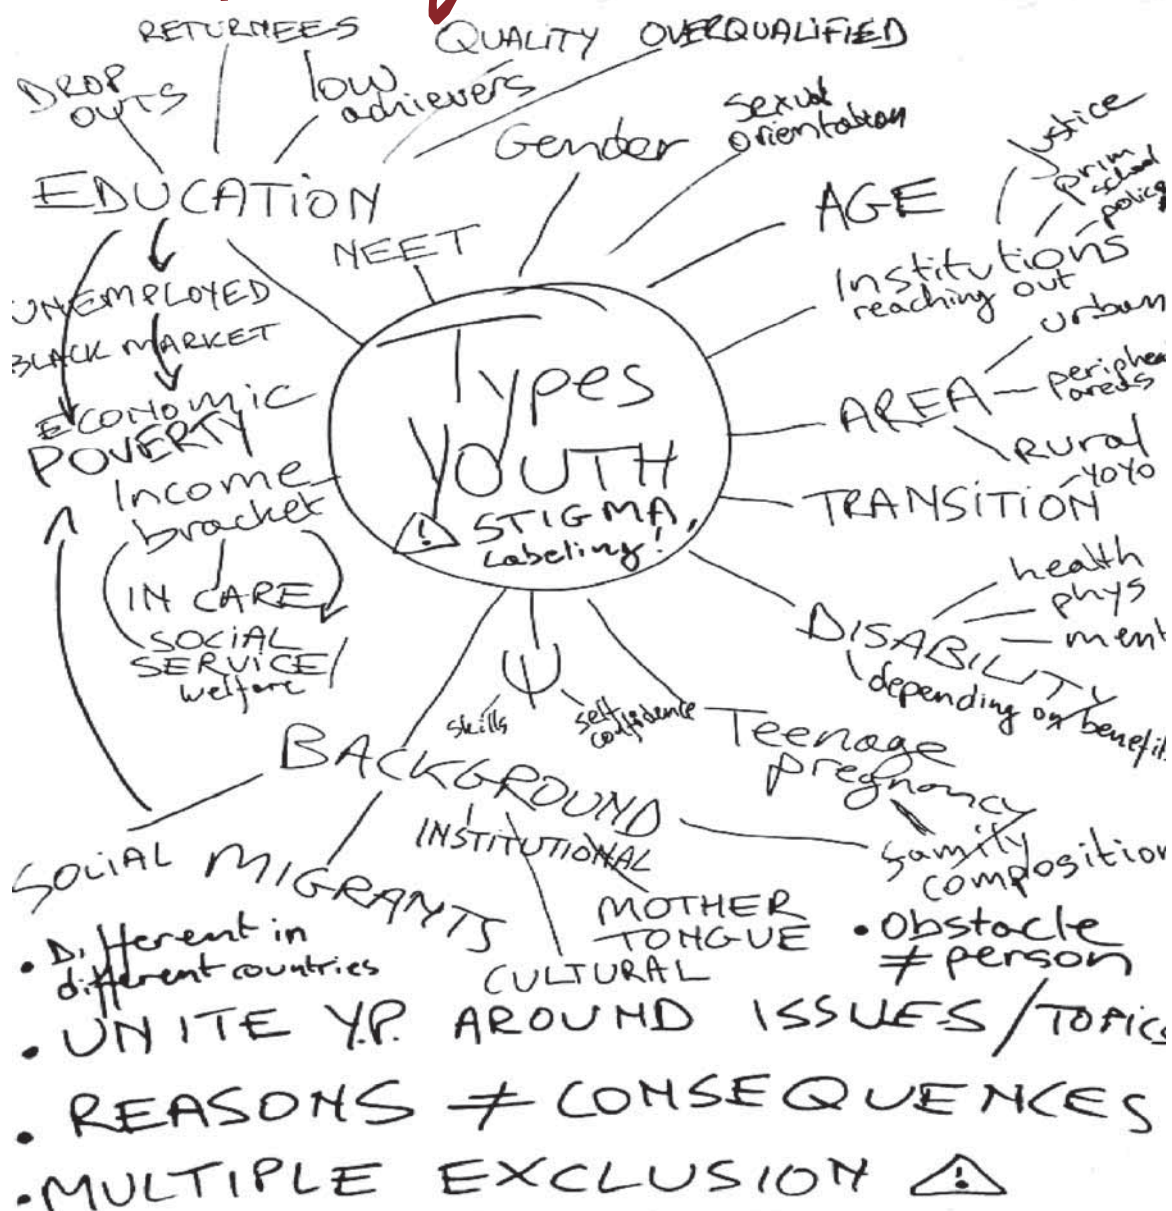 RETURNEES
QUALITY
OVERQUALIFIED
DROP
OUTS
low
achievers
Gender
sexual
orientation
Justice
prim
school
police
EDUCATION
AGE
NEET
Institutions
reaching out
UNEMPLOYED
BLACK MARKET
urban
AREA
peripheral
areas
Rural
ECONOMIC
POVERTY
Income
bracket
Types
YOUTH
! STIGMA,
Labeling!
TRANSITION
YOYO
IN CARE
SOCIAL
SERVICE/
welfare
health
phys
ment
DISABILITY
depending on benefits
Ψ
skills
self
confidence
Teenage
pregnancy
BACKGROUND
family
composition
INSTITUTIONAL
SOCIAL
MIGRANTS
MOTHER
TONGUE
CULTURAL
• Different in
different countries
• Obstacle
≠ person
• UNITE Y.P. AROUND ISSUES/TOPICS
• REASONS ≠ CONSEQUENCES
• MULTIPLE EXCLUSION !